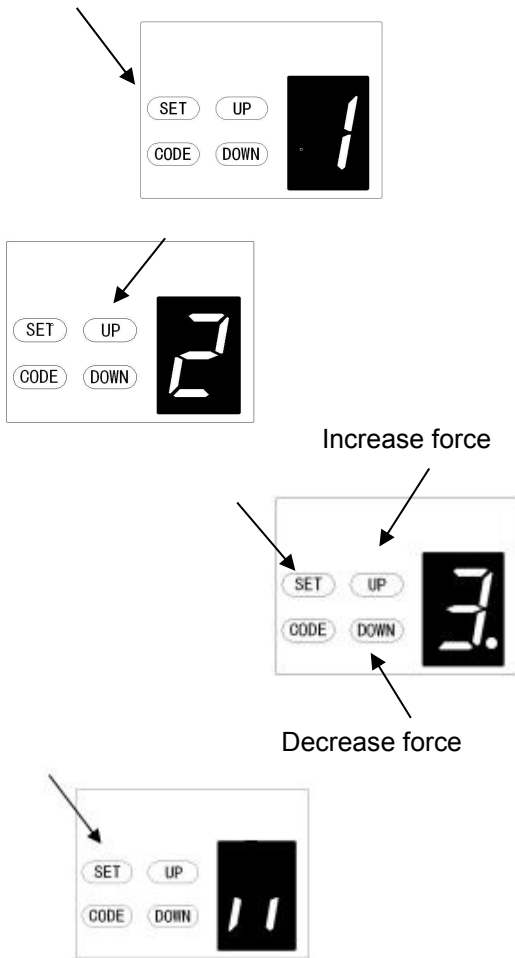 SET UP
CODE DOWN
1
SET UP
CODE DOWN
2
Increase force
SET UP
CODE DOWN
3.
Decrease force
SET UP
CODE DOWN
11